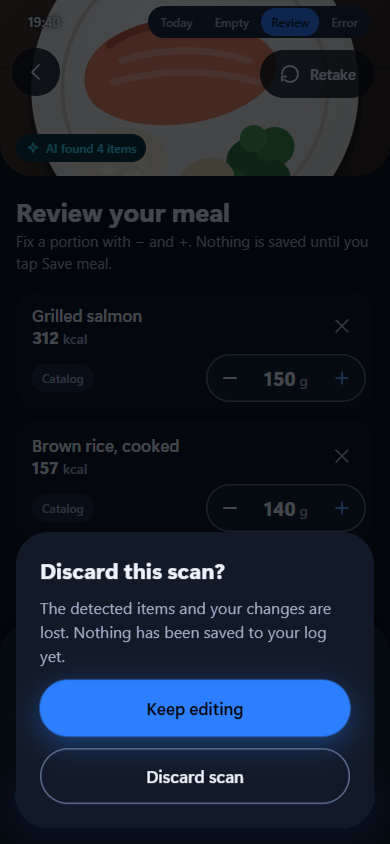 19:40
Today Empty Review Error
Retake
AI found 4 items
Review your meal
Fix a portion with − and +. Nothing is saved until you
tap Save meal.
Grilled salmon
312 kcal
Catalog
− 150 g +
Brown rice, cooked
157 kcal
Catalog
− 140 g +
Discard this scan?
The detected items and your changes are
lost. Nothing has been saved to your log
yet.
Keep editing
Discard scan